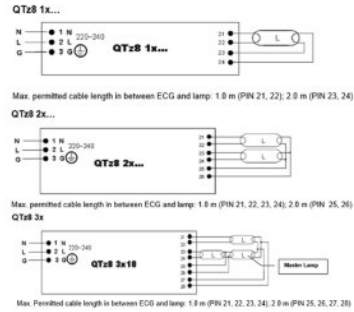 QTz8 1x...
N 1 N 220-240
L 2 L
G 3 G
QTz8 1x...
21
22
23
24
L
Max. permitted cable length in between ECG and lamp: 1.0 m (PIN 21, 22); 2.0 m (PIN 23, 24)
QTz8 2x...
N 1 N 220-240
L 2 L
G 3 G
QTz8 2x...
21
22
23
24
25
26
L
L
Max. permitted cable length in between ECG and lamp: 1.0 m (PIN 21, 22, 23, 24); 2.0 m (PIN 25, 26)
QTz8 3x
N 1 N 220-240
L 2 L
G 3 G
QTz8 3x18
L
L
L
Master Lamp
Max. Permitted cable length in between ECG and lamp: 1.0 m (PIN 21, 22, 23, 24); 2.0 m (PIN 25, 26, 27, 28)